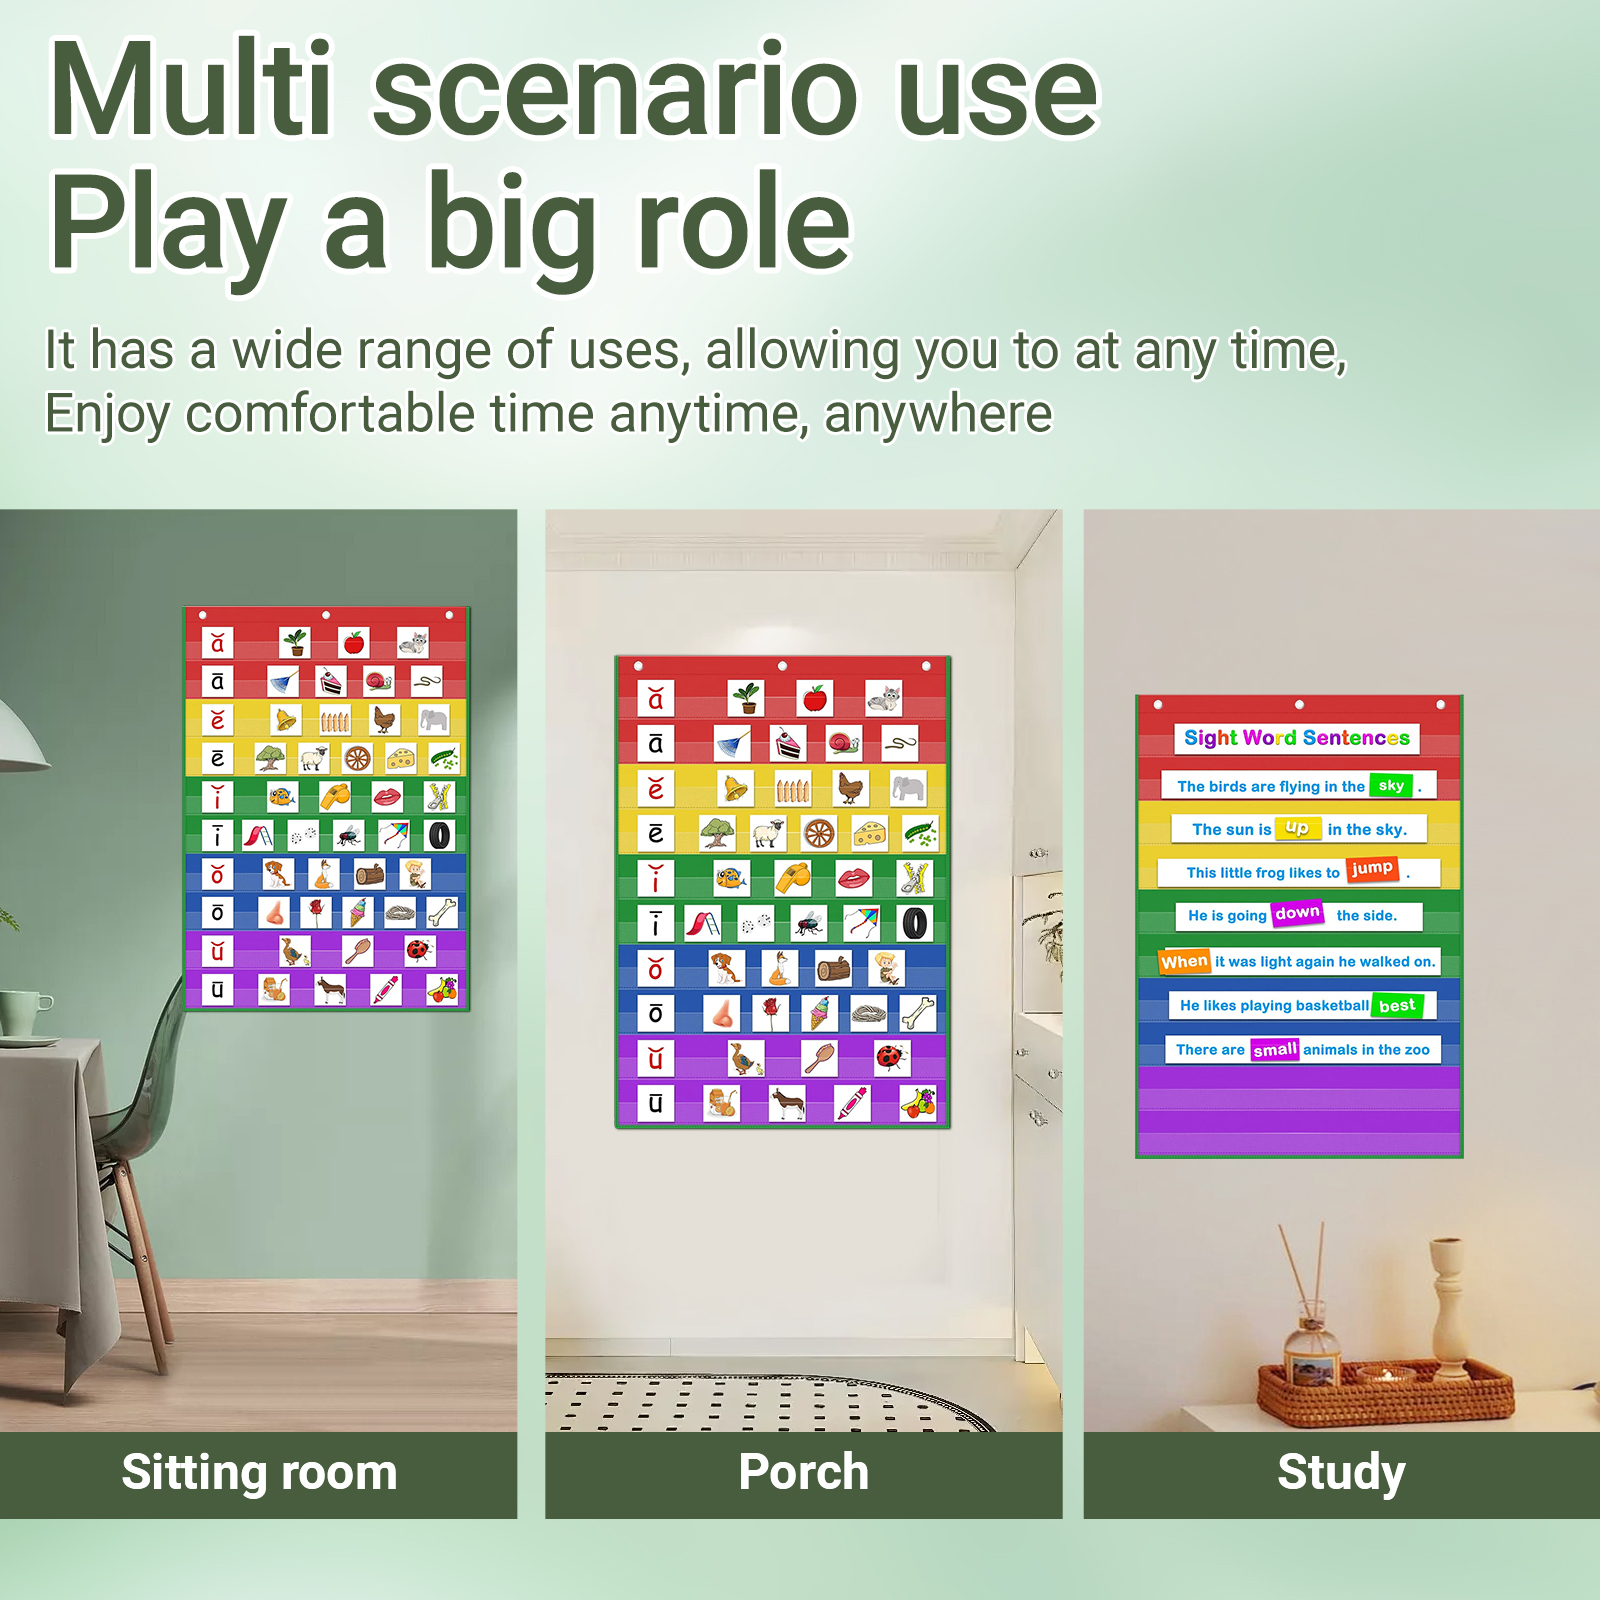 Multi scenario use
Play a big role
It has a wide range of uses, allowing you to at any time,
Enjoy comfortable time anytime, anywhere
ă
ā
ĕ
ē
ĭ
ī
ŏ
ō
ŭ
ū
ă
ā
ĕ
ē
ĭ
ī
ŏ
ō
ŭ
ū
Sight Word Sentences
The birds are flying in the sky .
The sun is up in the sky.
This little frog likes to jump .
He is going down the side.
When it was light again he walked on.
He likes playing basketball best
There are small animals in the zoo
Sitting room
Porch
Study